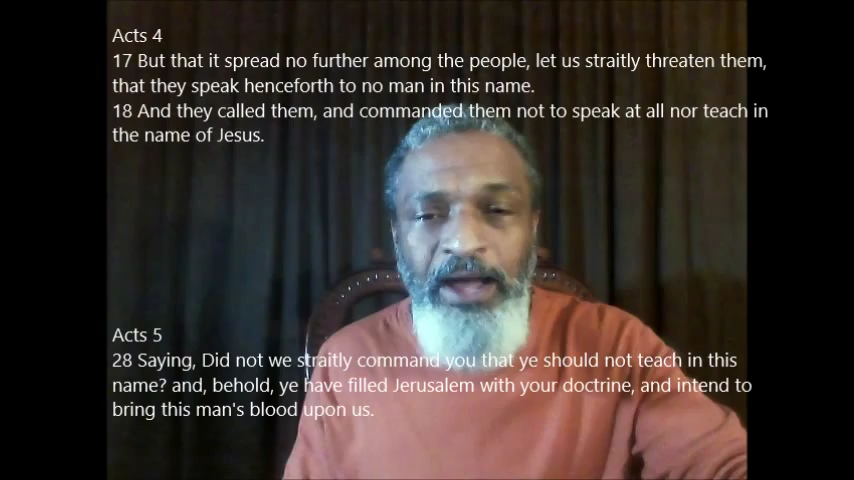 Acts 4
17 But that it spread no further among the people, let us straitly threaten them,
that they speak henceforth to no man in this name.
18 And they called them, and commanded them not to speak at all nor teach in
the name of Jesus.
Acts 5
28 Saying, Did not we straitly command you that ye should not teach in this
name? and, behold, ye have filled Jerusalem with your doctrine, and intend to
bring this man's blood upon us.